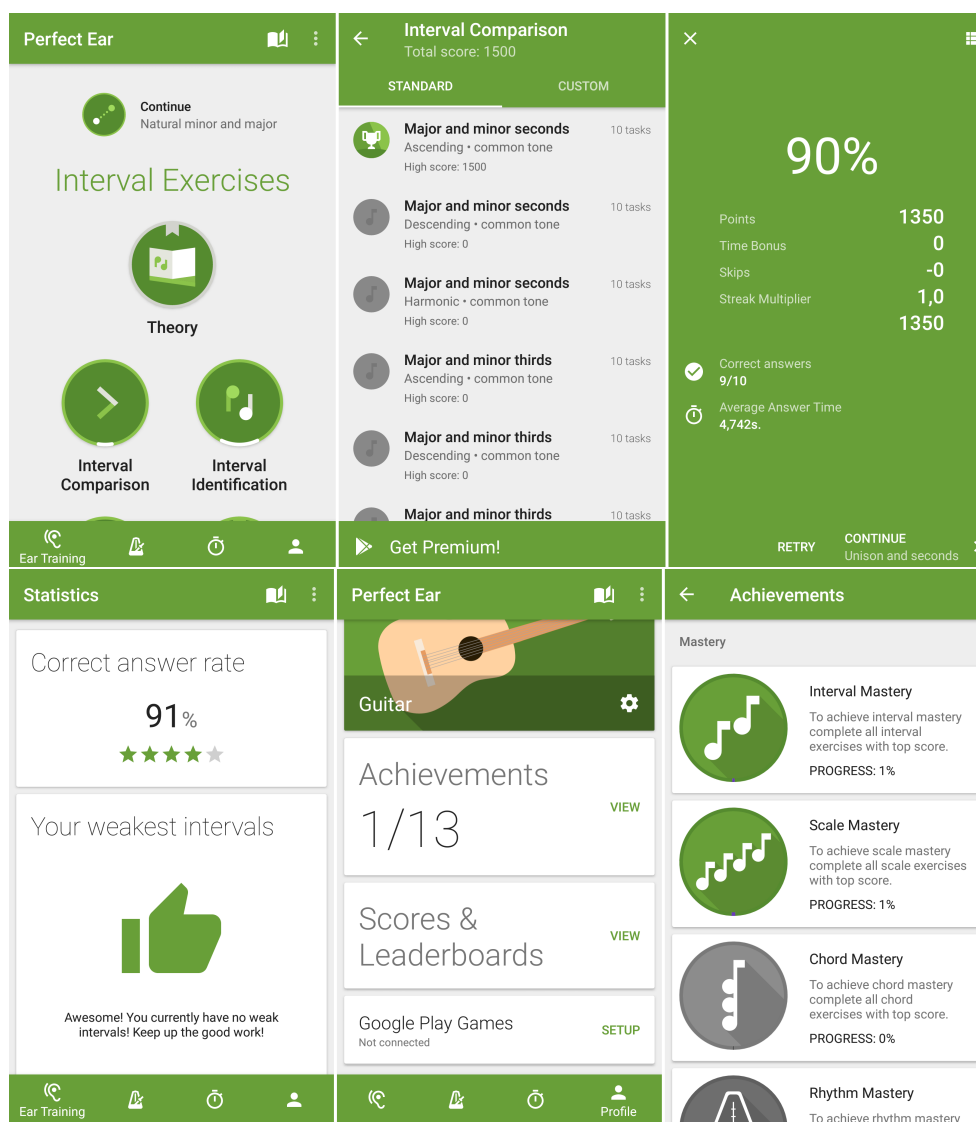 Perfect Ear
Continue
Natural minor and major
Interval Exercises
Theory
Interval
Comparison
Interval
Identification
Ear Training
Interval Comparison
Total score: 1500
STANDARD
CUSTOM
Major and minor seconds
10 tasks
Ascending • common tone
High score: 1500
Major and minor seconds
10 tasks
Descending • common tone
High score: 0
Major and minor seconds
10 tasks
Harmonic • common tone
High score: 0
Major and minor thirds
10 tasks
Ascending • common tone
High score: 0
Major and minor thirds
10 tasks
Descending • common tone
High score: 0
Major and minor thirds
10 tasks
Get Premium!
90%
Points 1350
Time Bonus 0
Skips -0
Streak Multiplier 1,0
1350
Correct answers
9/10
Average Answer Time
4,742s.
RETRY
CONTINUE
Unison and seconds
Statistics
Correct answer rate
91%
Your weakest intervals
Awesome! You currently have no weak
intervals! Keep up the good work!
Ear Training
Perfect Ear
Guitar
Achievements
1/13
VIEW
Scores &
Leaderboards
VIEW
Google Play Games
Not connected
SETUP
Profile
Achievements
Mastery
Interval Mastery
To achieve interval mastery
complete all interval
exercises with top score.
PROGRESS: 1%
Scale Mastery
To achieve scale mastery
complete all scale exercises
with top score.
PROGRESS: 1%
Chord Mastery
To achieve chord mastery
complete all chord
exercises with top score.
PROGRESS: 0%
Rhythm Mastery
To achieve rhythm mastery